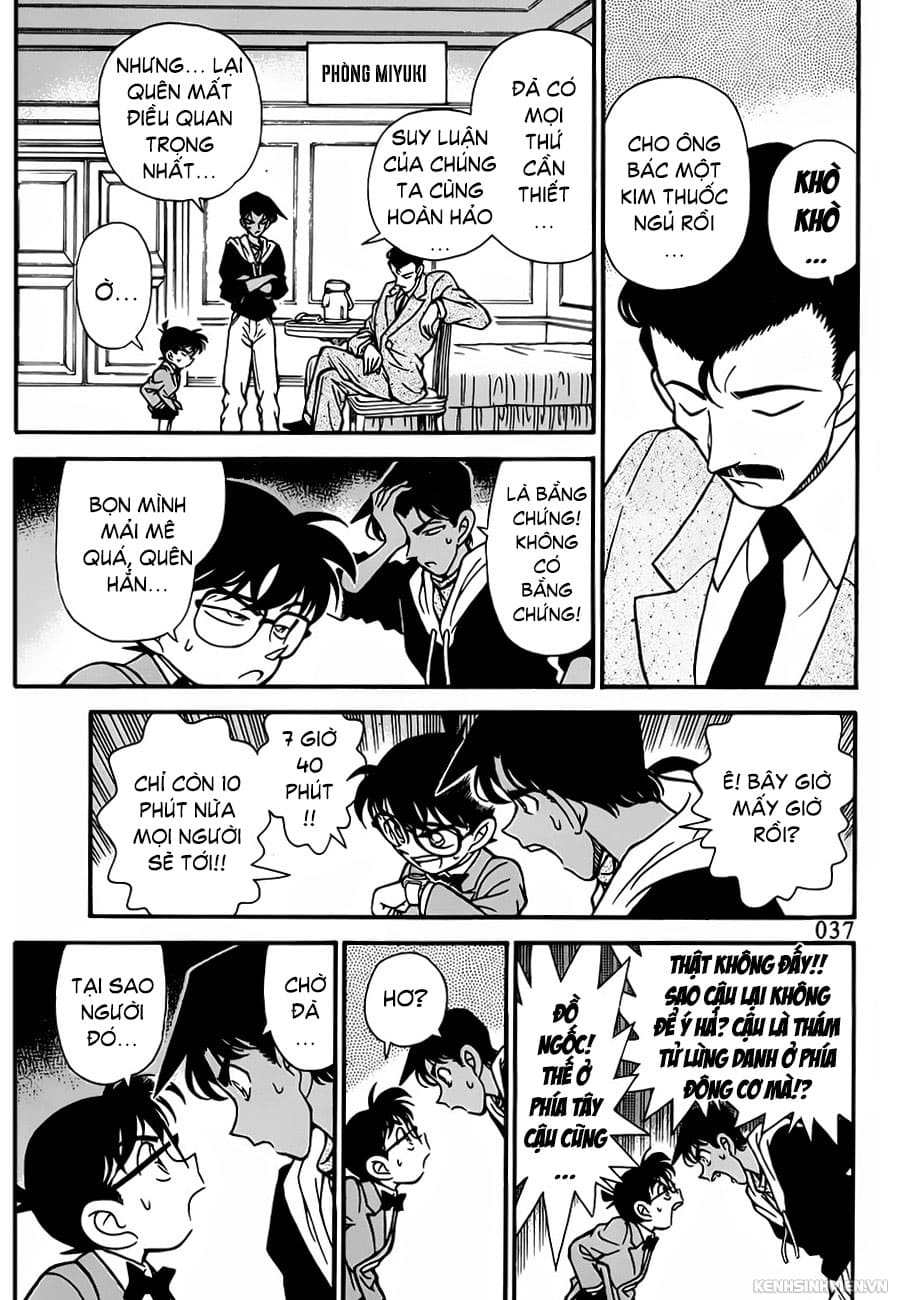 KHÒ
KHÒ
...
CHO ÔNG
BÁC MỘT
KIM THUỐC
NGỦ RỒI
...
ĐÃ CÓ
MỌI
THỨ
CẦN
THIẾT
...
SUY LUẬN
CỦA CHÚNG
TA CŨNG
HOÀN HẢO
...
PHÒNG MIYUKI
NHƯNG... LẠI
QUÊN MẤT
ĐIỀU QUAN
TRỌNG
NHẤT...
Ờ...
LÀ BẰNG
CHỨNG!
KHÔNG
CÓ
BẰNG
CHỨNG!
BỌN MÌNH
MẢI MÊ
QUÁ, QUÊN
HẲN...
Ê! BÂY GIỜ
MẤY GIỜ
RỒI?
7 GIỜ
40
PHÚT
!!
CHỈ CÒN 10
PHÚT NỮA
MỌI NGƯỜI
SẼ TỚI!!
037
THẬT KHÔNG ĐẤY!!
SAO CẬU LẠI KHÔNG
ĐỂ Ý HẢ? CẬU LÀ THÁM
TỬ LỪNG DANH Ở PHÍA
ĐÔNG CƠ MÀ!?
ĐỒ
NGỐC!
THẾ Ở
PHÍA TÂY
CẬU CŨNG
...
HƠ?
CHỜ
ĐÃ
...
TẠI SAO
NGƯỜI
ĐÓ...